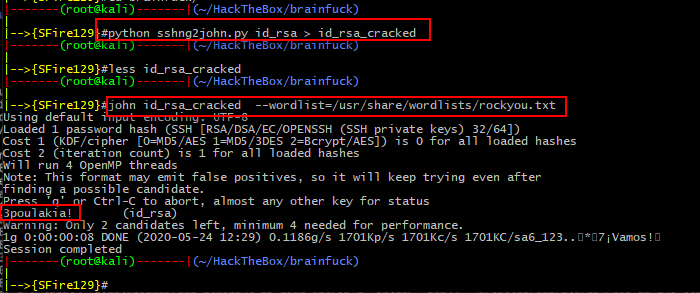 |-------(root@kali)-------|(~/HackTheBox/brainfuck)
|
|-->{SFire129}#python sshng2john.py id_rsa > id_rsa_cracked
|-------(root@kali)-------|(~/HackTheBox/brainfuck)
|
|-->{SFire129}#less id_rsa_cracked
|-------(root@kali)-------|(~/HackTheBox/brainfuck)
|
|-->{SFire129}#john id_rsa_cracked  --wordlist=/usr/share/wordlists/rockyou.txt
Using default input encoding: UTF-8
Loaded 1 password hash (SSH [RSA/DSA/EC/OPENSSH (SSH private keys) 32/64])
Cost 1 (KDF/cipher [0=MD5/AES 1=MD5/3DES 2=Bcrypt/AES]) is 0 for all loaded hashes
Cost 2 (iteration count) is 1 for all loaded hashes
Will run 4 OpenMP threads
Note: This format may emit false positives, so it will keep trying even after
finding a possible candidate.
Press 'q' or Ctrl-C to abort, almost any other key for status
3poulakia!       (id_rsa)
Warning: Only 2 candidates left, minimum 4 needed for performance.
1g 0:00:00:08 DONE (2020-05-24 12:29) 0.1186g/s 1701Kp/s 1701Kc/s 1701KC/sa6_123..*7¡Vamos!
Session completed
|-------(root@kali)-------|(~/HackTheBox/brainfuck)
|
|-->{SFire129}#